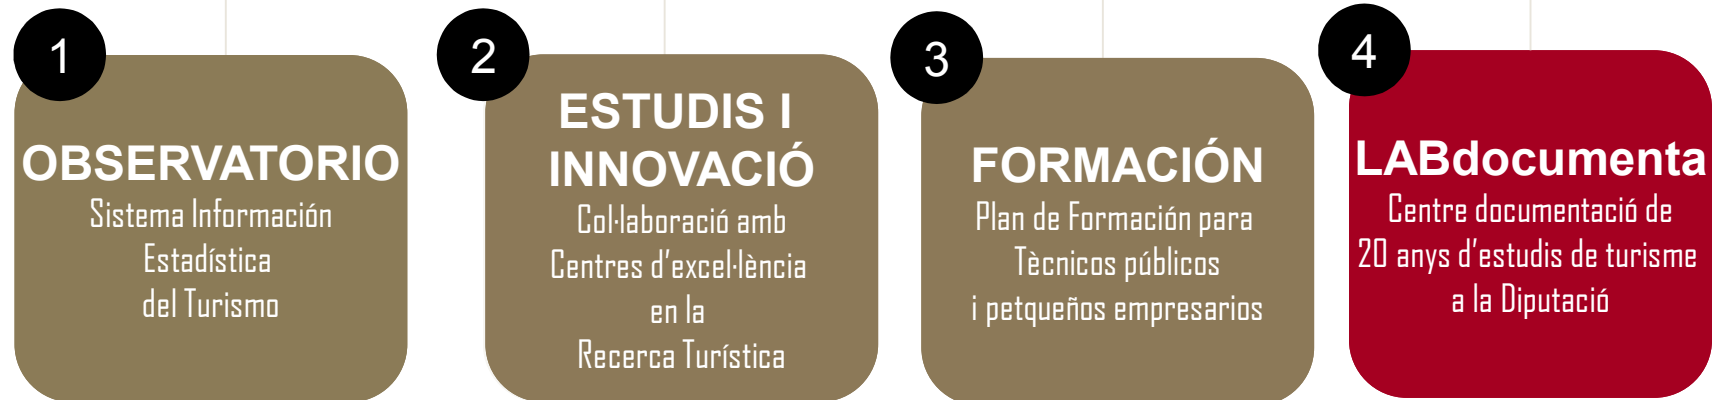 1
OBSERVATORIO
Sistema Información
Estadística
del Turismo
2
ESTUDIS I
INNOVACIÓ
Col·laboració amb
Centres d'excel·lència
en la
Recerca Turística
3
FORMACIÓN
Plan de Formación para
Tècnicos públicos
i petqueños empresarios
4
LABdocumenta
Centre documentació de
20 anys d'estudis de turisme
a la Diputació